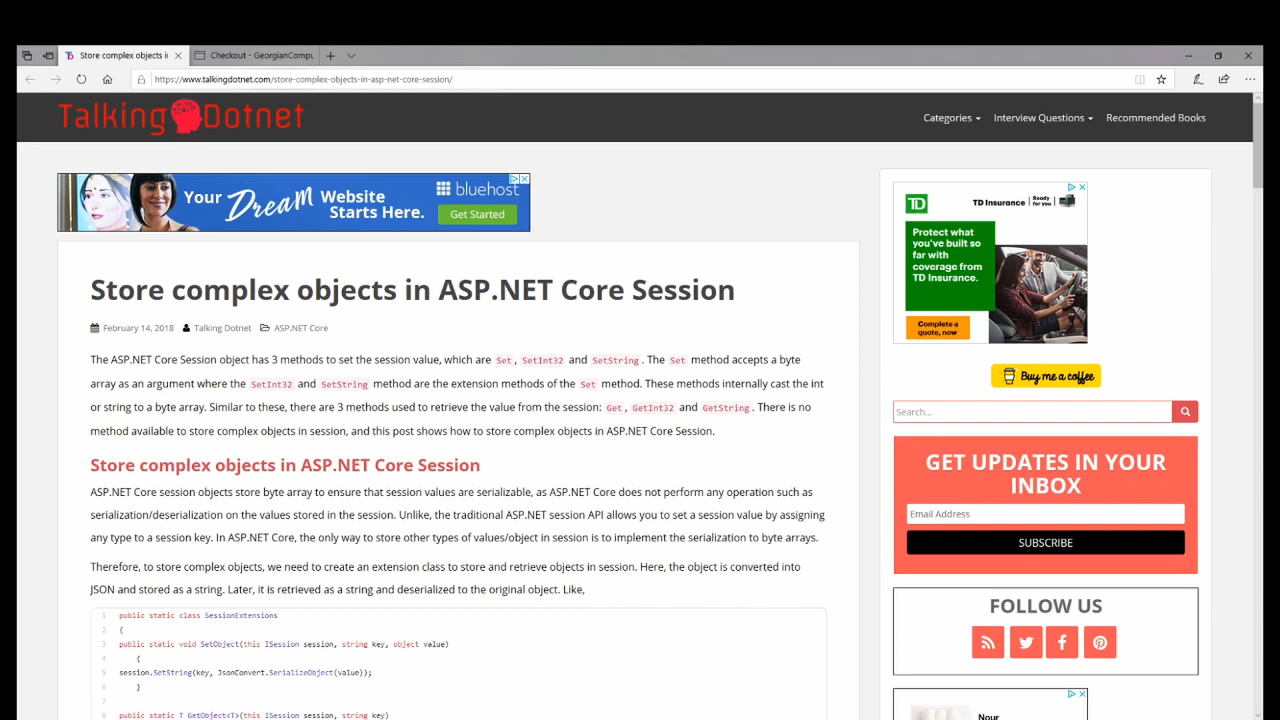 Store complex objects i
Checkout - GeorgianCompu
https://www.talkingdotnet.com/store-complex-objects-in-asp-net-core-session/
Talking Dotnet
Categories
Interview Questions
Recommended Books
Your Dream Website
Starts Here.
bluehost
Get Started
TD Insurance
Ready
for you
Protect what
you've built so
far with
coverage from
TD Insurance.
Complete a
quote, now
Store complex objects in ASP.NET Core Session
February 14, 2018 Talking Dotnet ASP.NET Core
The ASP.NET Core Session object has 3 methods to set the session value, which are Set, SetInt32 and SetString. The Set method accepts a byte
array as an argument where the SetInt32 and SetString method are the extension methods of the Set method. These methods internally cast the int
or string to a byte array. Similar to these, there are 3 methods used to retrieve the value from the session: Get, GetInt32 and GetString. There is no
method available to store complex objects in session, and this post shows how to store complex objects in ASP.NET Core Session.
Store complex objects in ASP.NET Core Session
ASP.NET Core session objects store byte array to ensure that session values are serializable, as ASP.NET Core does not perform any operation such as
serialization/deserialization on the values stored in the session. Unlike, the traditional ASP.NET session API allows you to set a session value by assigning
any type to a session key. In ASP.NET Core, the only way to store other types of values/object in session is to implement the serialization to byte arrays.
Therefore, to store complex objects, we need to create an extension class to store and retrieve objects in session. Here, the object is converted into
JSON and stored as a string. Later, it is retrieved as a string and deserialized to the original object. Like,
1 public static class SessionExtensions
2 {
3 public static void SetObject(this ISession session, string key, object value)
4 {
5 session.SetString(key, JsonConvert.SerializeObject(value));
6 }
7
8 public static T GetObject<T>(this ISession session, string key)
Buy me a coffee
Search...
GET UPDATES IN YOUR
INBOX
Email Address
SUBSCRIBE
FOLLOW US
Nour